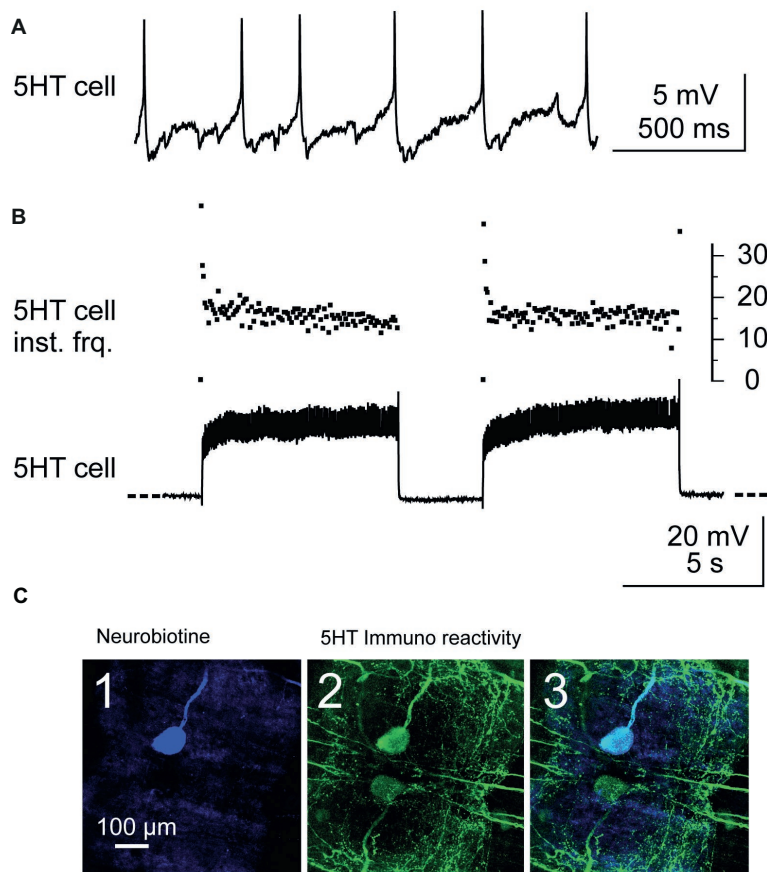 A
5HT cell
5 mV
500 ms
B
5HT cell
inst. frq.
30
20
10
0
5HT cell
20 mV
5 s
C
Neurobiotine
5HT Immuno reactivity
1
2
3
100 µm